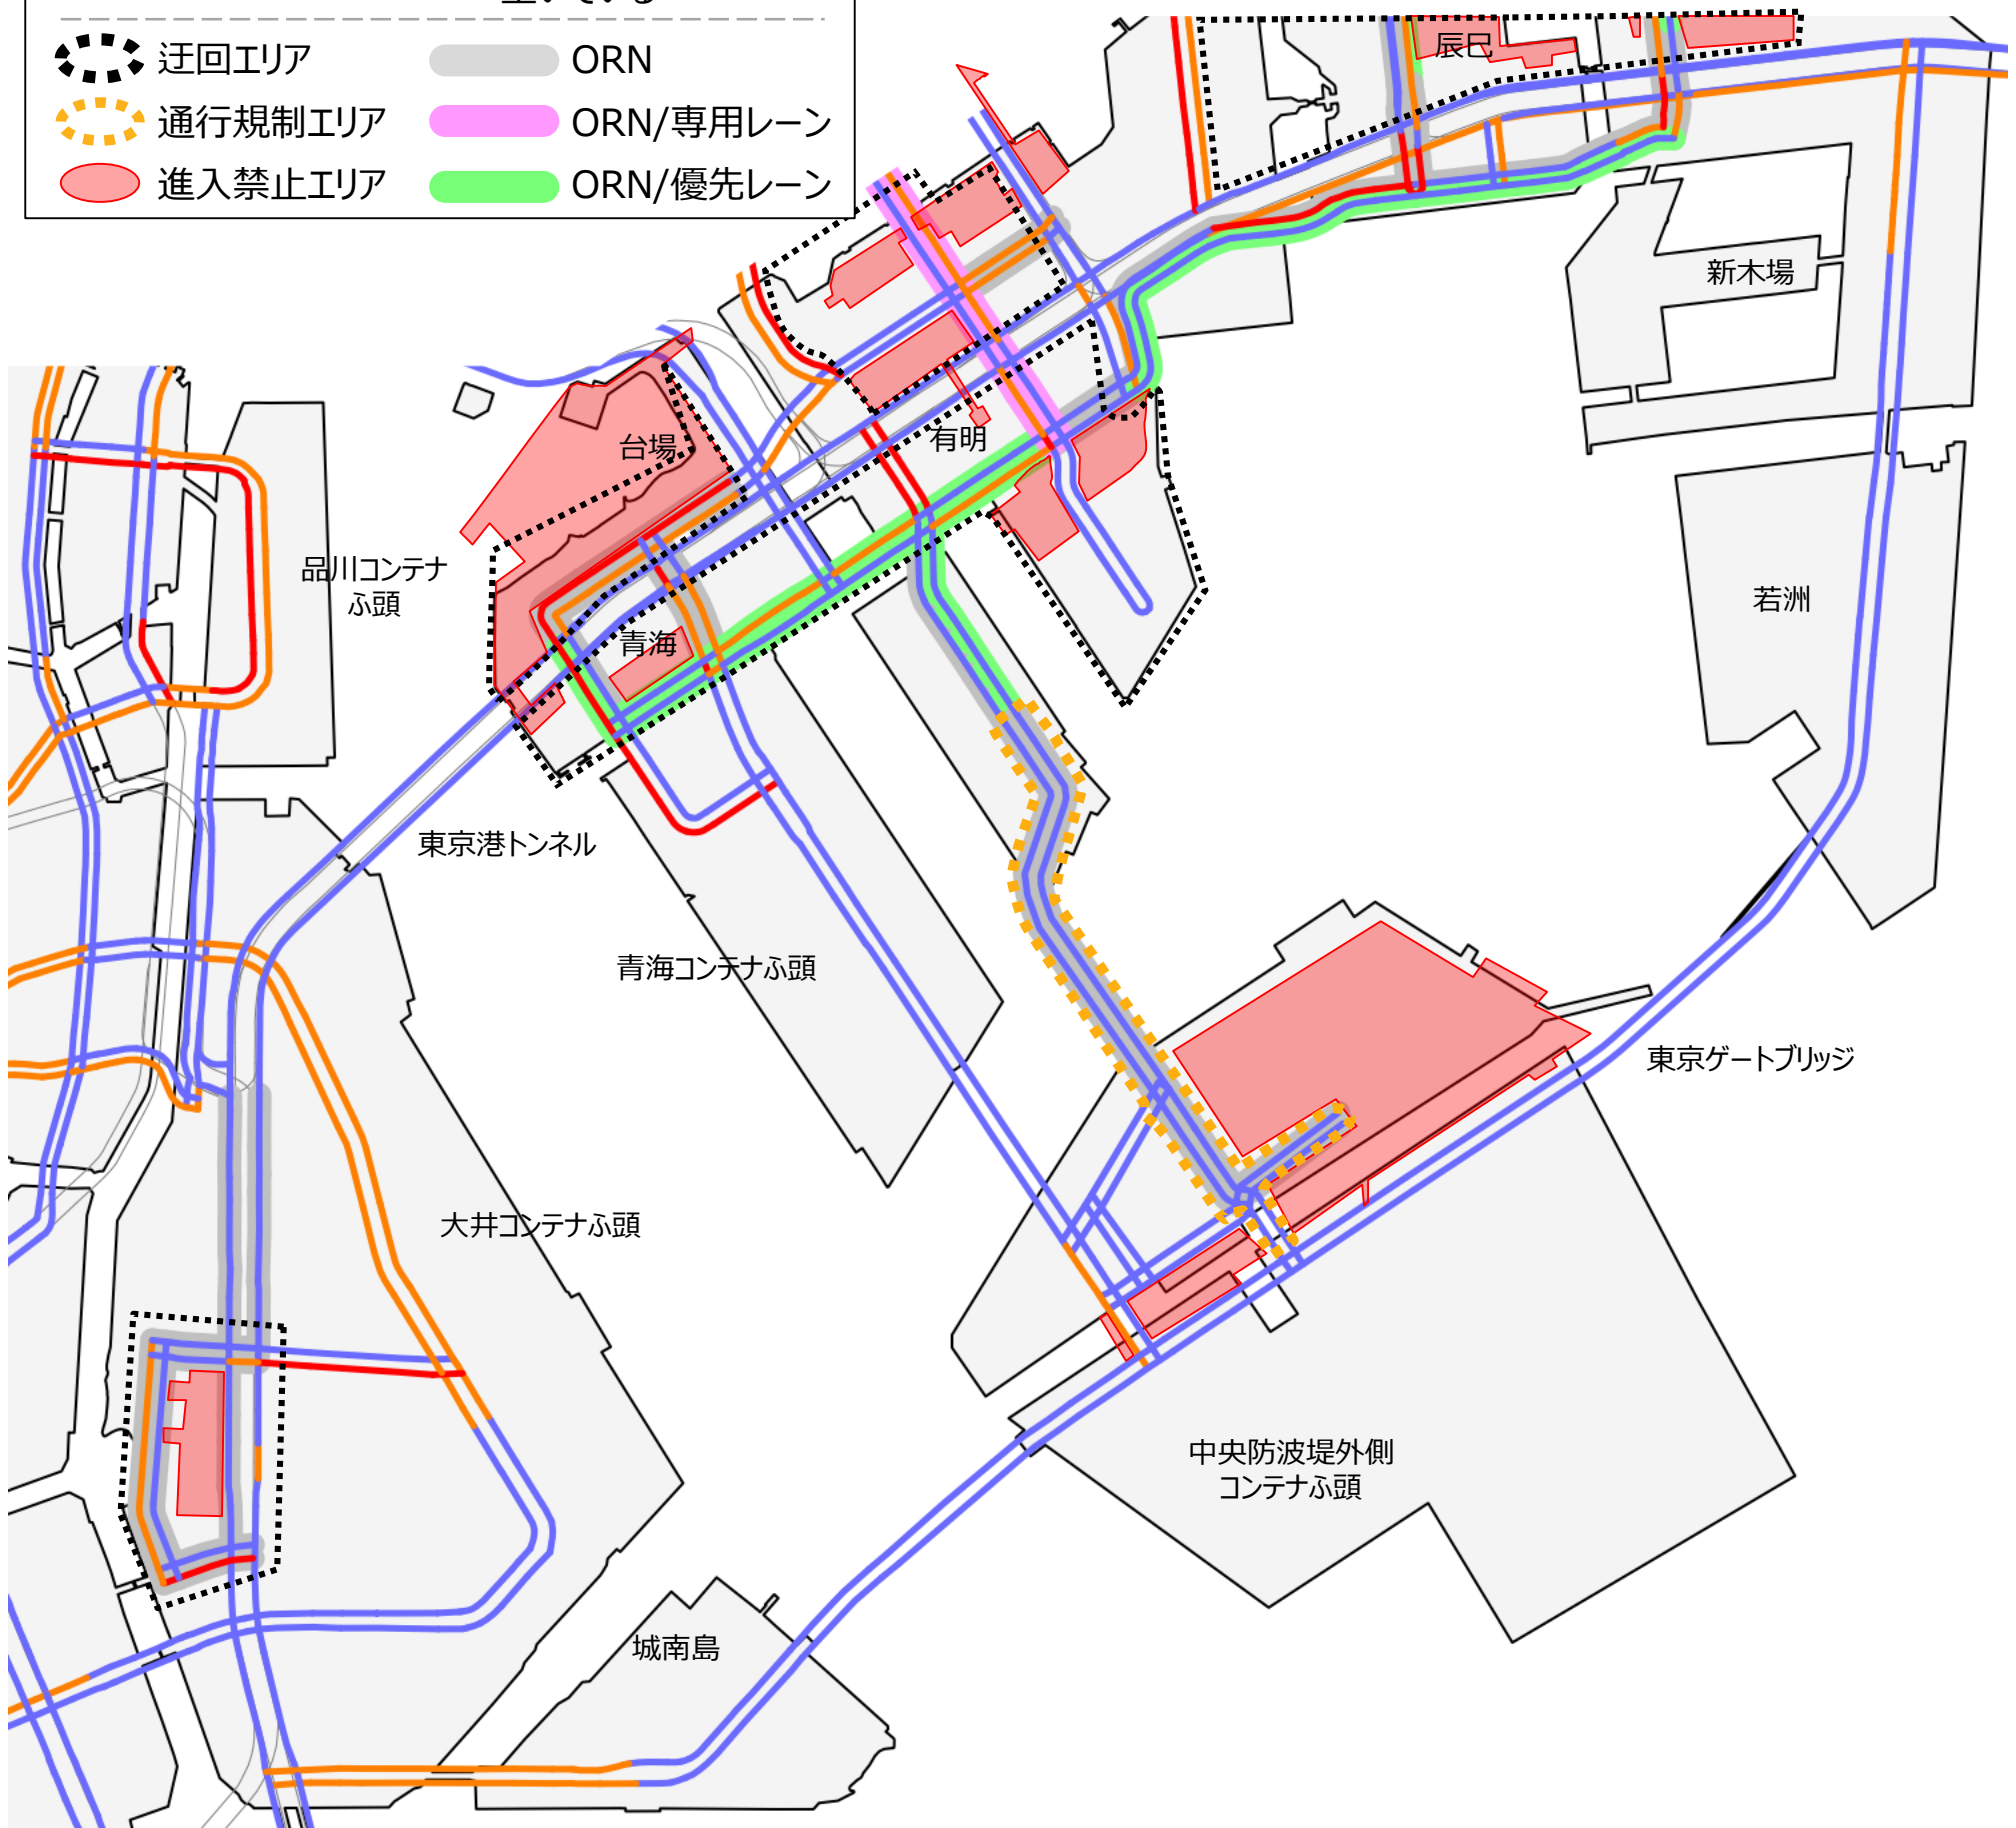 空いている
迂回エリア
ORN
通行規制エリア
ORN/専用レーン
進入禁止エリア
ORN/優先レーン
辰巳
新木場
台場
有明
品川コンテナ
ふ頭
若洲
青海
東京港トンネル
青海コンテナふ頭
東京ゲートブリッジ
大井コンテナふ頭
中央防波堤外側
コンテナふ頭
城南島